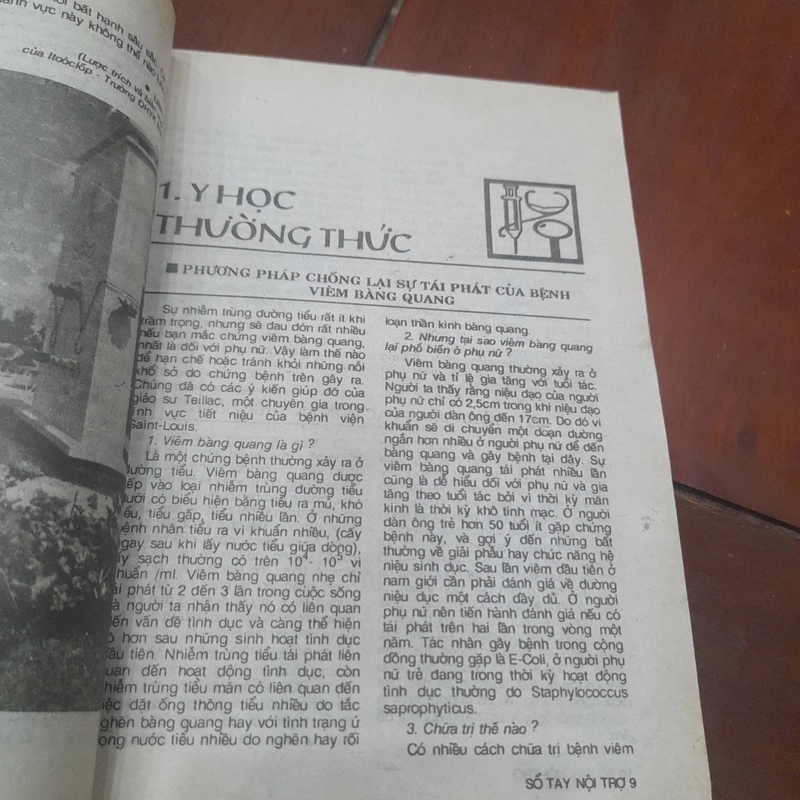 bất hạnh sâu sắc
vực này không thể nào
(Lược trích và
của Itoóclốp - Trường ĐHYK
1. Y HỌC
THƯỜNG THỨC
■ PHƯƠNG PHÁP CHỐNG LẠI SỰ TÁI PHÁT CỦA BỆNH
VIÊM BÀNG QUANG
Sự nhiễm trùng đường tiểu rất ít khi
trầm trọng, nhưng sẽ đau đớn rất nhiều
nếu bạn mắc chứng viêm bàng quang,
nhất là đối với phụ nữ. Vậy làm thế nào
để hạn chế hoặc tránh khỏi những nỗi
khổ sở do chứng bệnh trên gây ra.
Chúng đã có các ý kiến giúp đỡ của
giáo sư Teillac, một chuyên gia trong
lĩnh vực tiết niệu của bệnh viện
Saint-Louis.
1. Viêm bàng quang là gì ?
Là một chứng bệnh thường xảy ra ở
đường tiểu. Viêm bàng quang được
xếp vào loại nhiễm trùng đường tiểu
dưới có biểu hiện bằng tiểu ra mủ, khó
tiểu, tiểu gấp, tiểu nhiều lần. Ở những
bệnh nhân tiểu ra vi khuẩn nhiều, (cấy
ngay sau khi lấy nước tiểu giữa dòng),
lấy sạch thường có trên 10⁴- 10⁵ vi
khuẩn /ml. Viêm bàng quang nhẹ chỉ
tái phát từ 2 đến 3 lần trong cuộc sống
và người ta nhận thấy nó có liên quan
đến vấn đề tình dục và càng thể hiện
rõ hơn sau những sinh hoạt tình dục
đầu tiên. Nhiễm trùng tiểu tái phát liên
quan đến hoạt động tình dục, còn
nhiễm trùng tiểu mãn có liên quan đến
việc đặt ống thông tiểu nhiều do tắc
nghẽn bàng quang hay với tình trạng ứ
đọng nước tiểu nhiều do nghẽn hay rối
loạn thần kinh bàng quang.
2. Nhưng tại sao viêm bàng quang
lại phổ biến ở phụ nữ ?
Viêm bàng quang thường xảy ra ở
phụ nữ và tỉ lệ gia tăng với tuổi tác.
Người ta thấy rằng niệu đạo của người
phụ nữ chỉ có 2,5cm trong khi niệu đạo
của người đàn ông đến 17cm. Do đó vi
khuẩn sẽ di chuyển một đoạn đường
ngắn hơn nhiều ở người phụ nữ để đến
bàng quang và gây bệnh tại đây. Sự
viêm bàng quang tái phát nhiều lần
cũng là dễ hiểu đối với phụ nữ và gia
tăng theo tuổi tác bởi vì thời kỳ mãn
kinh là thời kỳ khô tinh mạc. Ở người
đàn ông trẻ hơn 50 tuổi ít gặp chứng
bệnh này, và gợi ý đến những bất
thường về giải phẫu hay chức năng hệ
niệu sinh dục. Sau lần viêm đầu tiên ở
nam giới cần phải đánh giá về đường
niệu dục một cách đầy đủ. Ở người
phụ nữ nên tiến hành đánh giá nếu có
tái phát trên hai lần trong vòng một
năm. Tác nhân gây bệnh trong cộng
đồng thường gặp là E-Coli, ở người phụ
nữ trẻ đang trong thời kỳ hoạt động
tình dục thường do Staphylococcus
saprophyticus.
3. Chữa trị thế nào ?
Có nhiều cách chữa trị bệnh viêm
SỔ TAY NỘI TRỢ 9